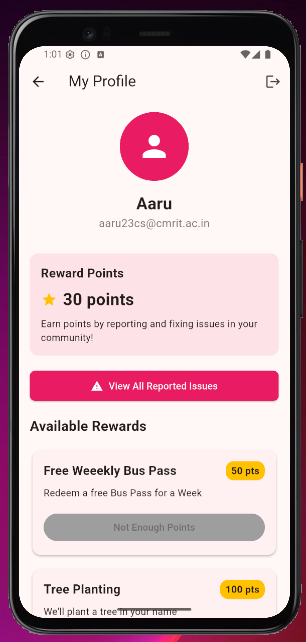 1:01
My Profile
Aaru
aaru23cs@cmrit.ac.in
Reward Points
30 points
Earn points by reporting and fixing issues in your
community!
View All Reported Issues
Available Rewards
Free Weeekly Bus Pass
50 pts
Redeem a free Bus Pass for a Week
Not Enough Points
Tree Planting
100 pts
We'll plant a tree in your name